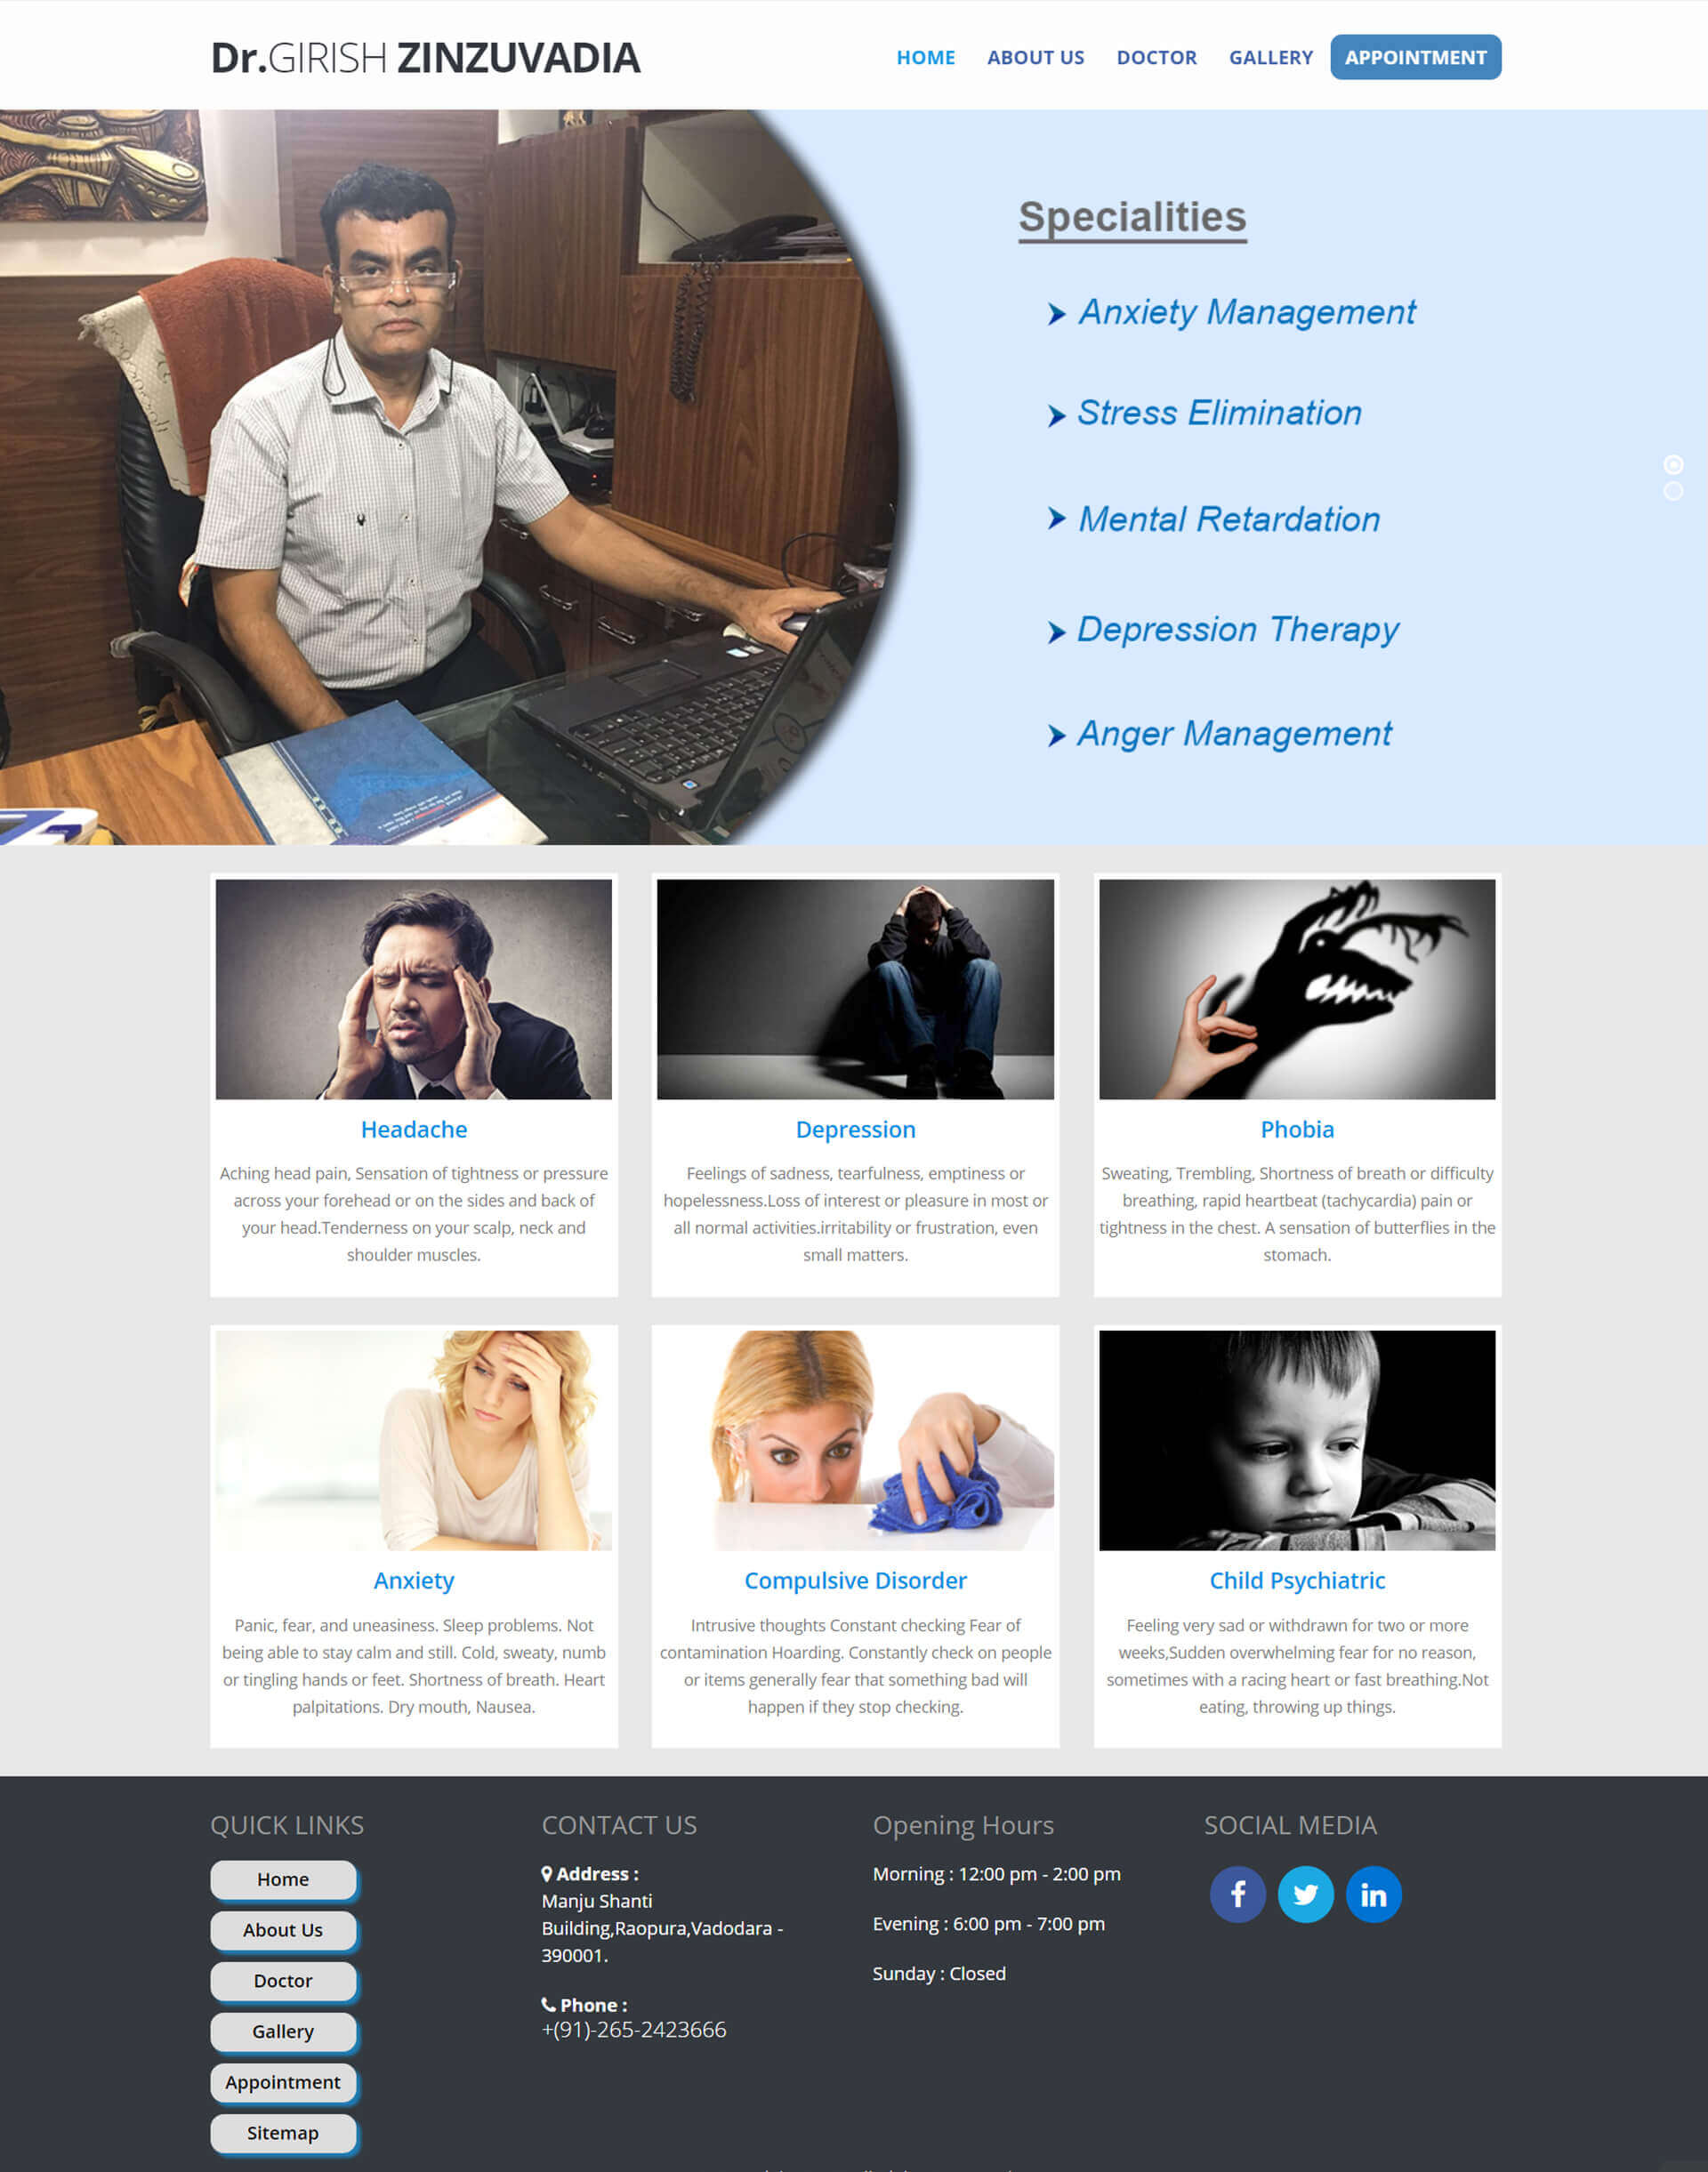 Dr.GIRISH ZINZUVADIA
HOME ABOUT US DOCTOR GALLERY APPOINTMENT
Specialities
Anxiety Management
Stress Elimination
Mental Retardation
Depression Therapy
Anger Management
Headache
Aching head pain, Sensation of tightness or pressure
across your forehead or on the sides and back of
your head.Tenderness on your scalp, neck and
shoulder muscles.
Depression
Feelings of sadness, tearfulness, emptiness or
hopelessness.Loss of interest or pleasure in most or
all normal activities.irritability or frustration, even
small matters.
Phobia
Sweating, Trembling, Shortness of breath or difficulty
breathing, rapid heartbeat (tachycardia) pain or
tightness in the chest. A sensation of butterflies in the
stomach.
Anxiety
Panic, fear, and uneasiness. Sleep problems. Not
being able to stay calm and still. Cold, sweaty, numb
or tingling hands or feet. Shortness of breath. Heart
palpitations. Dry mouth, Nausea.
Compulsive Disorder
Intrusive thoughts Constant checking Fear of
contamination Hoarding. Constantly check on people
or items generally fear that something bad will
happen if they stop checking.
Child Psychiatric
Feeling very sad or withdrawn for two or more
weeks,Sudden overwhelming fear for no reason,
sometimes with a racing heart or fast breathing.Not
eating, throwing up things.
QUICK LINKS
Home
About Us
Doctor
Gallery
Appointment
Sitemap
CONTACT US
Address :
Manju Shanti
Building,Raopura,Vadodara -
390001.
Phone :
+(91)-265-2423666
Opening Hours
Morning : 12:00 pm - 2:00 pm
Evening : 6:00 pm - 7:00 pm
Sunday : Closed
SOCIAL MEDIA